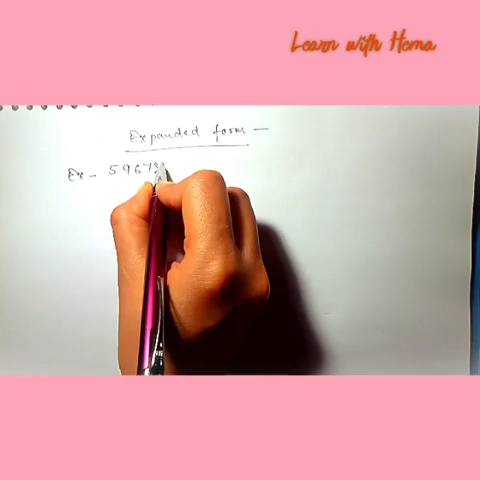 Learn with Hema
Expanded form –
Ex – 5967